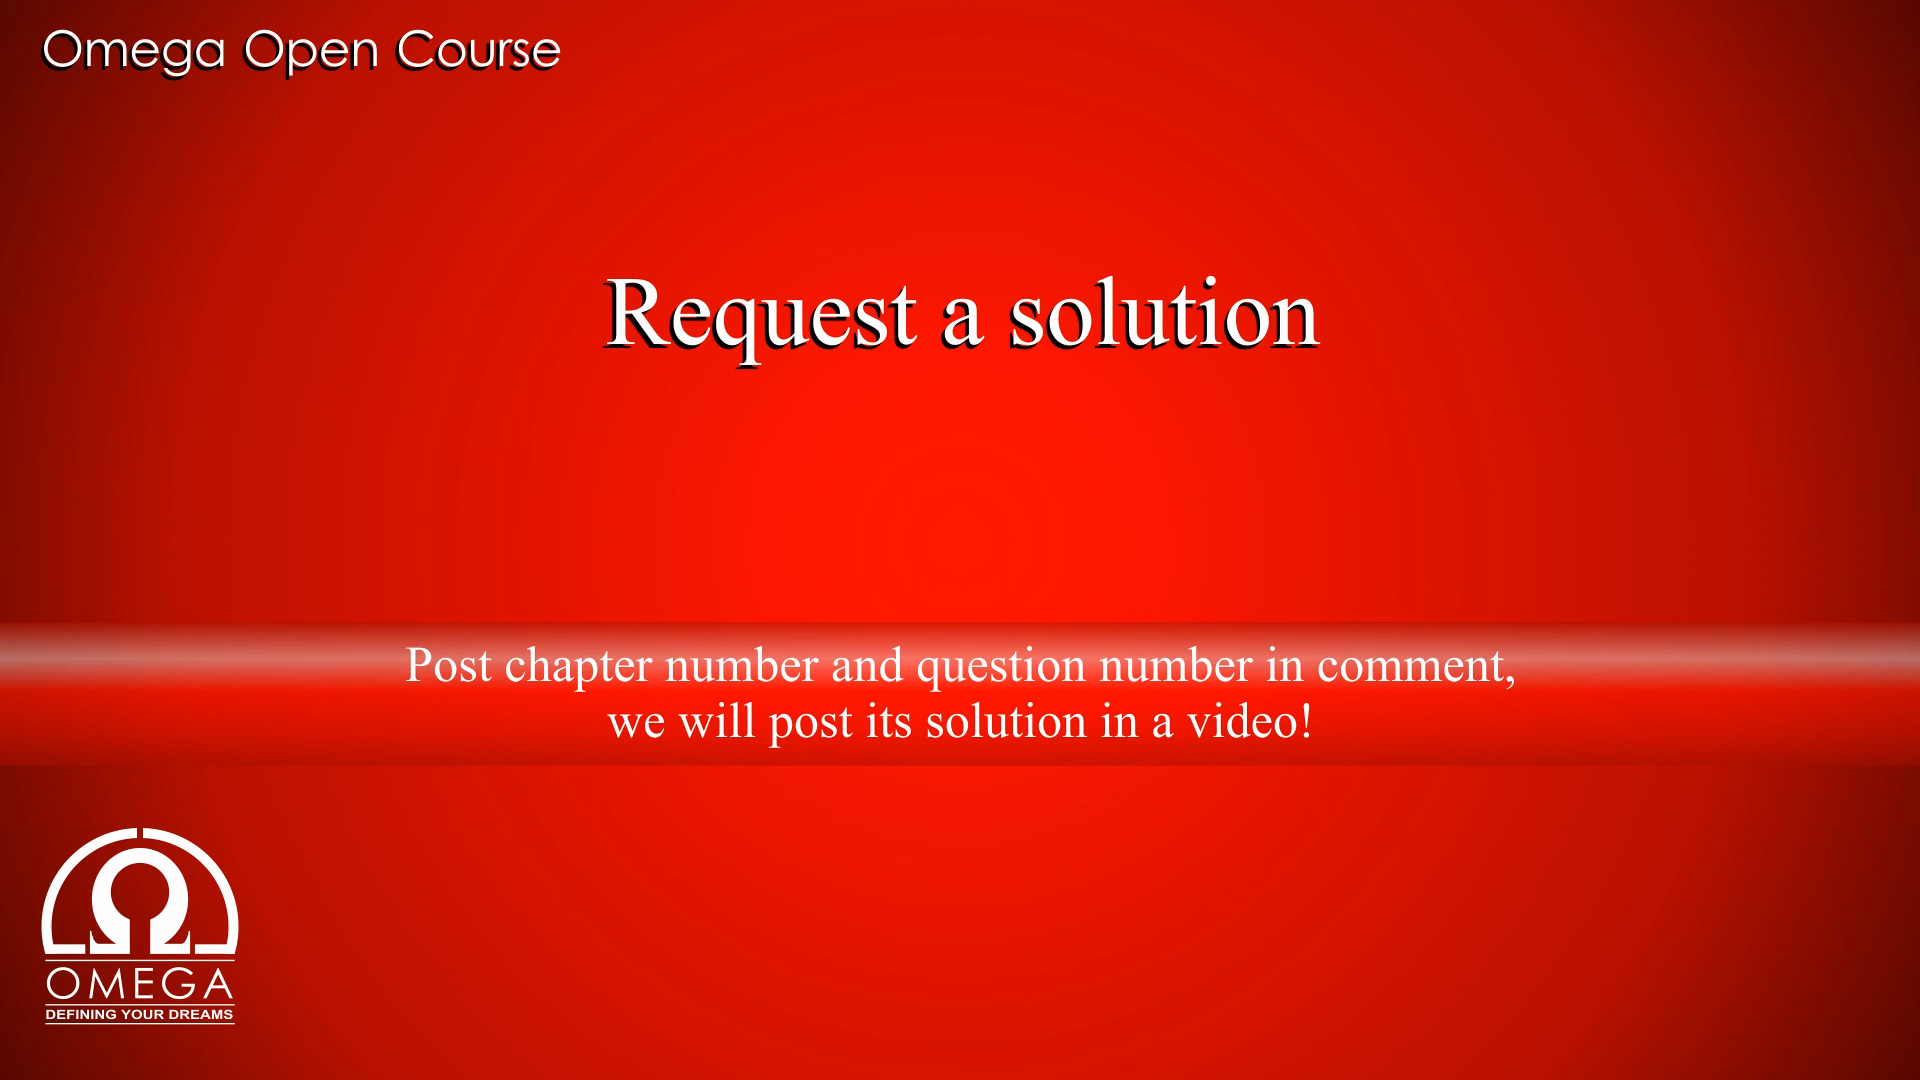 Omega Open Course
Request a solution
Post chapter number and question number in comment,
we will post its solution in a video!
OMEGA
DEFINING YOUR DREAMS